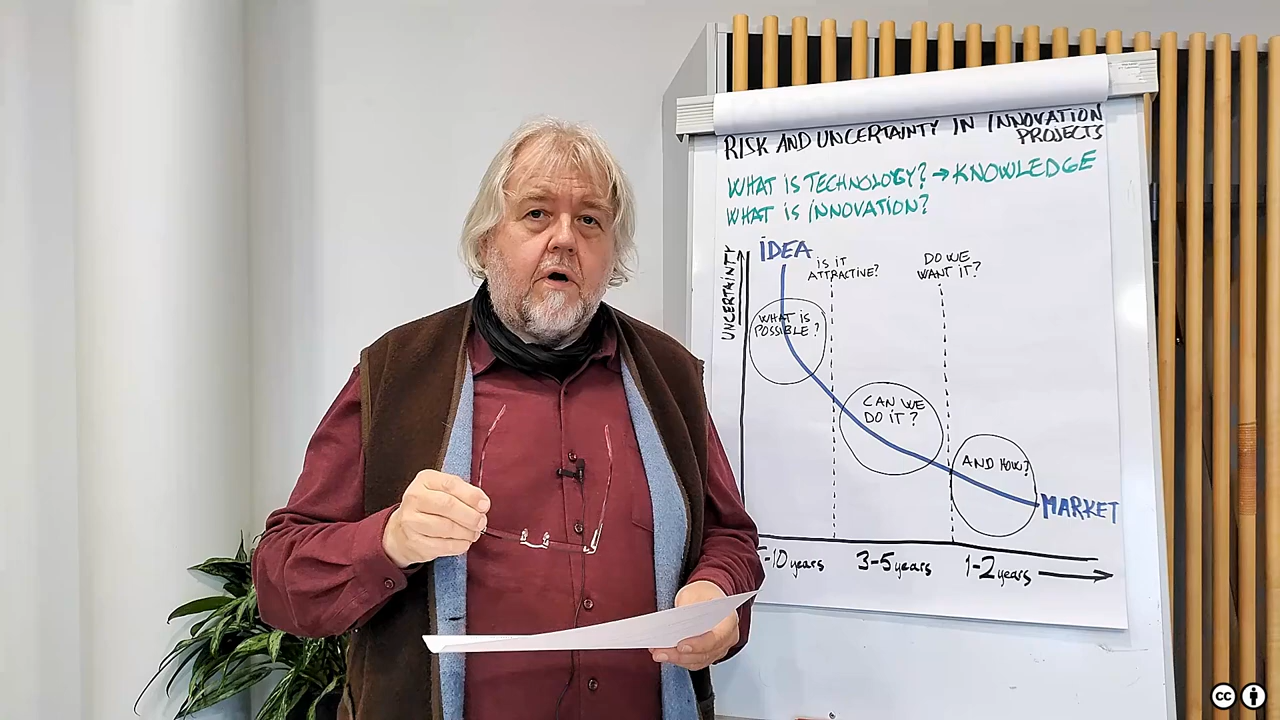 RISK AND UNCERTAINTY IN INNOVATION
PROJECTS
WHAT IS TECHNOLOGY? → KNOWLEDGE
WHAT IS INNOVATION?
UNCERTAINTY
IDEA
IS IT
ATTRACTIVE?
DO WE
WANT IT?
WHAT IS
POSSIBLE?
CAN WE
DO IT?
AND HOW?
MARKET
-10 years
3-5 years
1-2 years
cc